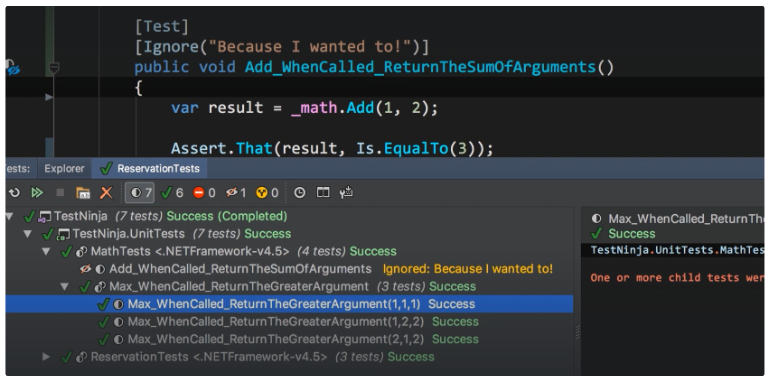 [Test]
[Ignore("Because I wanted to!")]
public void Add_WhenCalled_ReturnTheSumOfArguments()
{
var result = _math.Add(1, 2);
Assert.That(result, Is.EqualTo(3));
ests: Explorer ReservationTests
7 6 0 1 0
TestNinja (7 tests) Success (Completed)
TestNinja.UnitTests (7 tests) Success
MathTests <.NETFramework-v4.5> (4 tests) Success
Add_WhenCalled_ReturnTheSumOfArguments Ignored: Because I wanted to!
Max_WhenCalled_ReturnTheGreaterArgument (3 tests) Success
Max_WhenCalled_ReturnTheGreaterArgument(1,1,1) Success
Max_WhenCalled_ReturnTheGreaterArgument(1,2,2) Success
Max_WhenCalled_ReturnTheGreaterArgument(2,1,2) Success
ReservationTests <.NETFramework-v4.5> (3 tests) Success
Max_WhenCalled_ReturnTh
Success
TestNinja.UnitTests.MathTes
One or more child tests wer